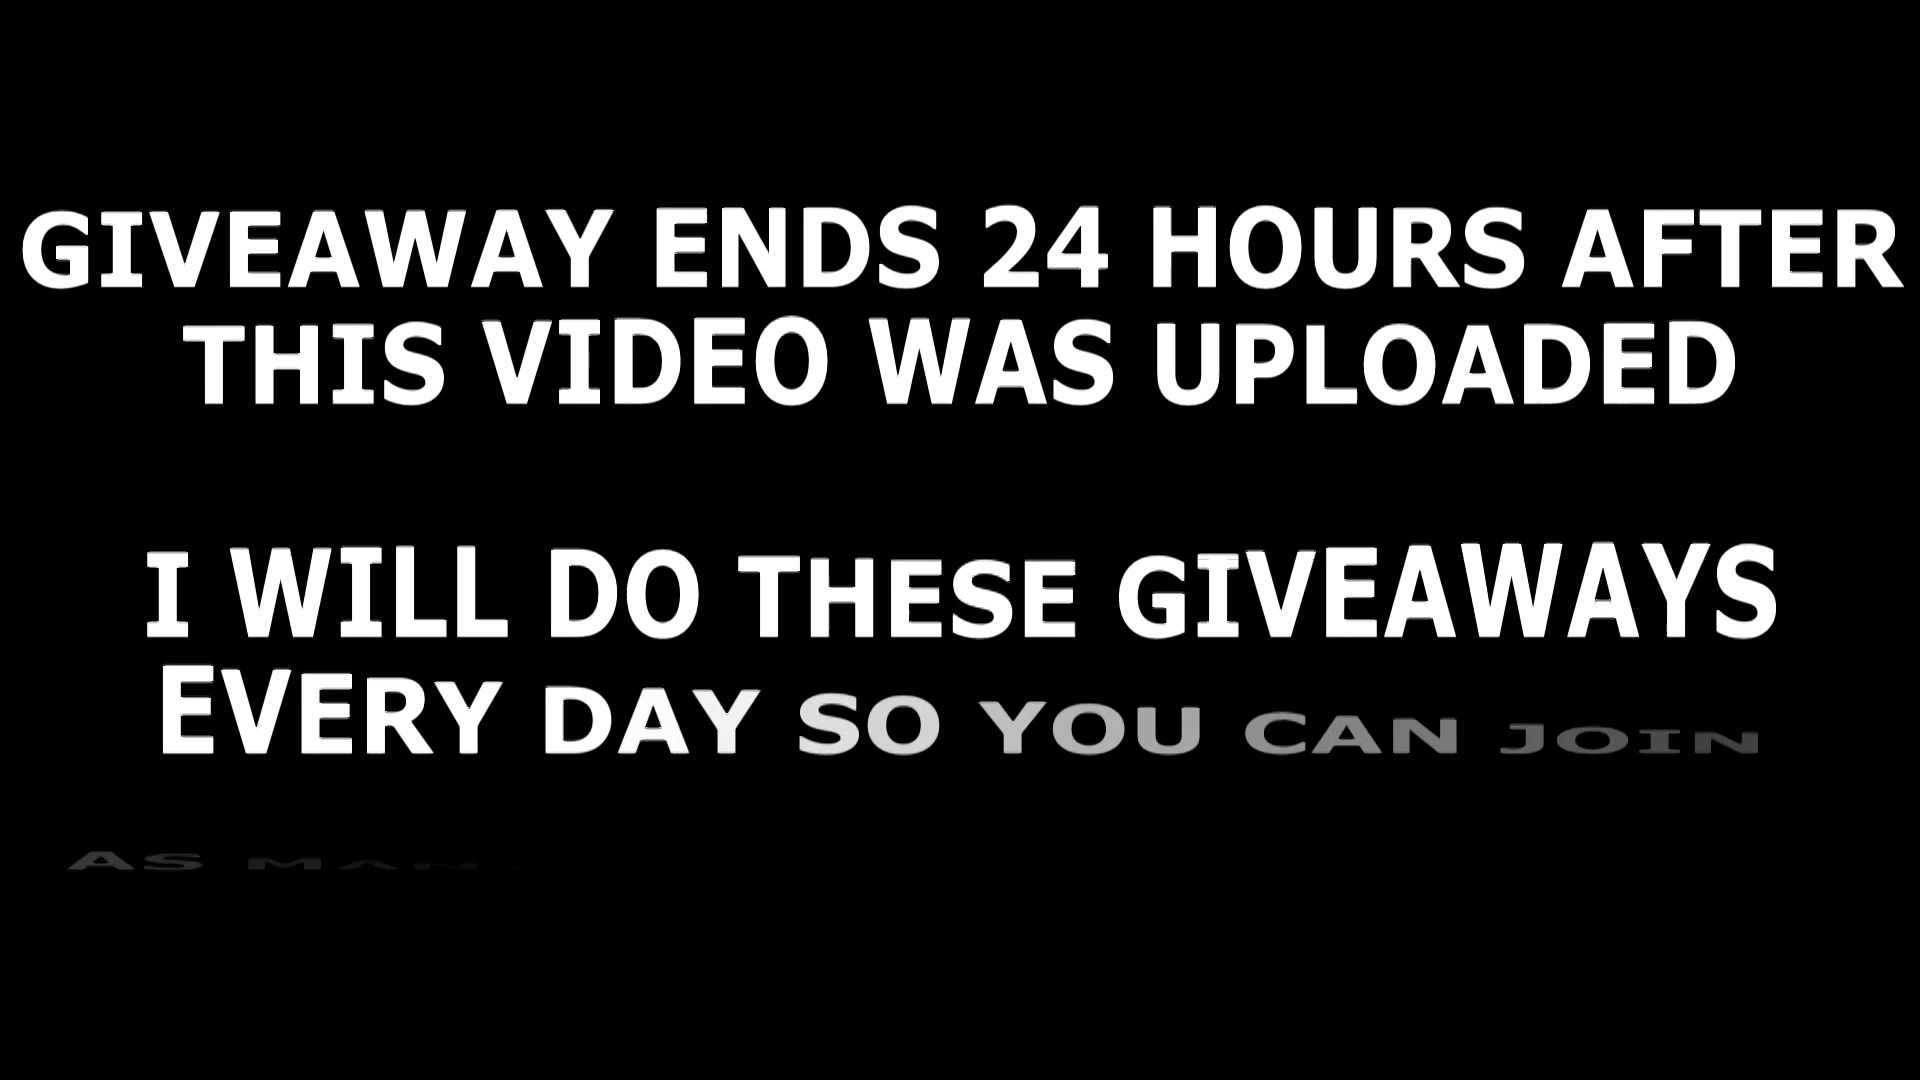 GIVEAWAY ENDS 24 HOURS AFTER
THIS VIDEO WAS UPLOADED
I WILL DO THESE GIVEAWAYS
EVERY DAY SO YOU CAN JOIN
AS